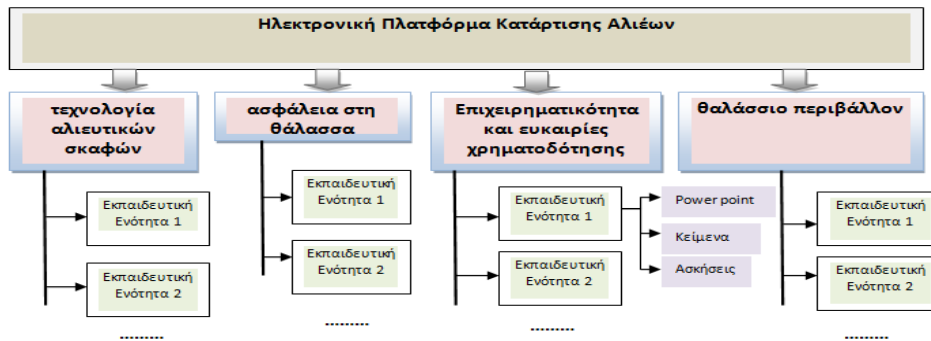 Ηλεκτρονική Πλατφόρμα Κατάρτισης Αλιέων
τεχνολογία
αλιευτικών
σκαφών
Εκπαιδευτική
Ενότητα 1
Εκπαιδευτική
Ενότητα 2
.........
ασφάλεια στη
θάλασσα
Εκπαιδευτική
Ενότητα 1
Εκπαιδευτική
Ενότητα 2
.........
Επιχειρηματικότητα
και ευκαιρίες
χρηματοδότησης
Εκπαιδευτική
Ενότητα 1
Power point
Κείμενα
Ασκήσεις
Εκπαιδευτική
Ενότητα 2
.........
θαλάσσιο περιβάλλον
Εκπαιδευτική
Ενότητα 1
Εκπαιδευτική
Ενότητα 2
.........